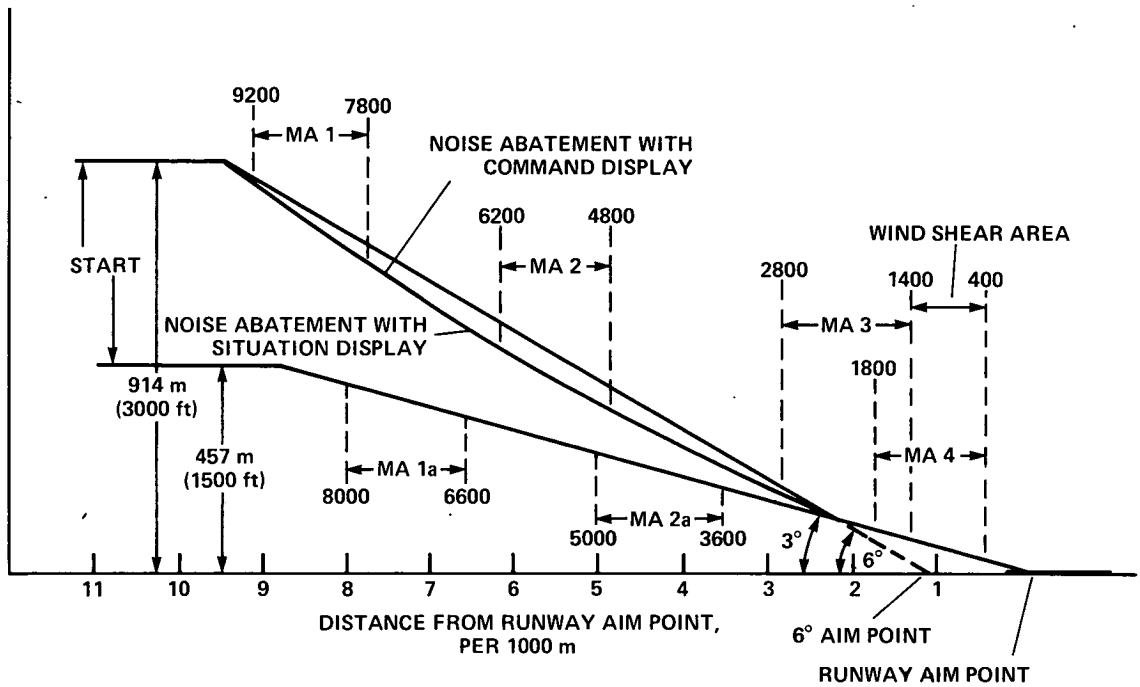 9200
7800
MA 1
NOISE ABATEMENT WITH
COMMAND DISPLAY
6200
4800
MA 2
WIND SHEAR AREA
2800
1400
400
START
MA 3
NOISE ABATEMENT WITH
SITUATION DISPLAY
1800
914 m
(3000 ft)
457 m
(1500 ft)
MA 4
MA 1a
8000
6600
MA 2a
5000
3600
3°
6°
11 10 9 8 7 6 5 4 3 2 1
DISTANCE FROM RUNWAY AIM POINT,
PER 1000 m
6° AIM POINT
RUNWAY AIM POINT